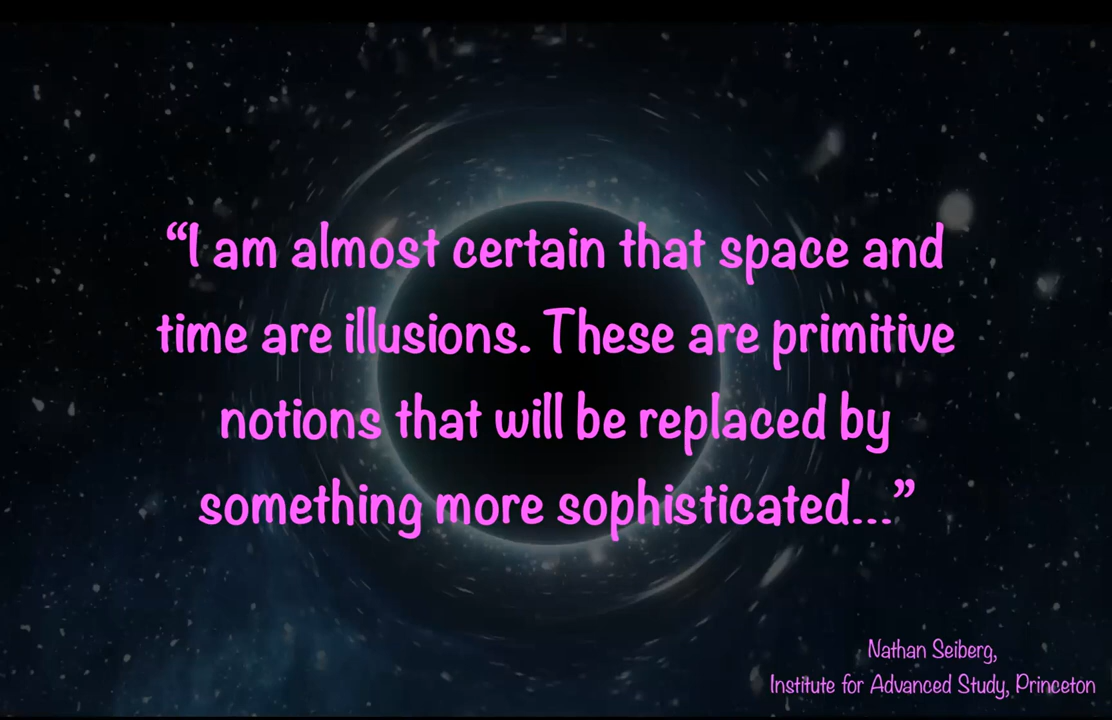 “I am almost certain that space and
time are illusions. These are primitive
notions that will be replaced by
something more sophisticated...”
Nathan Seiberg,
Institute for Advanced Study, Princeton